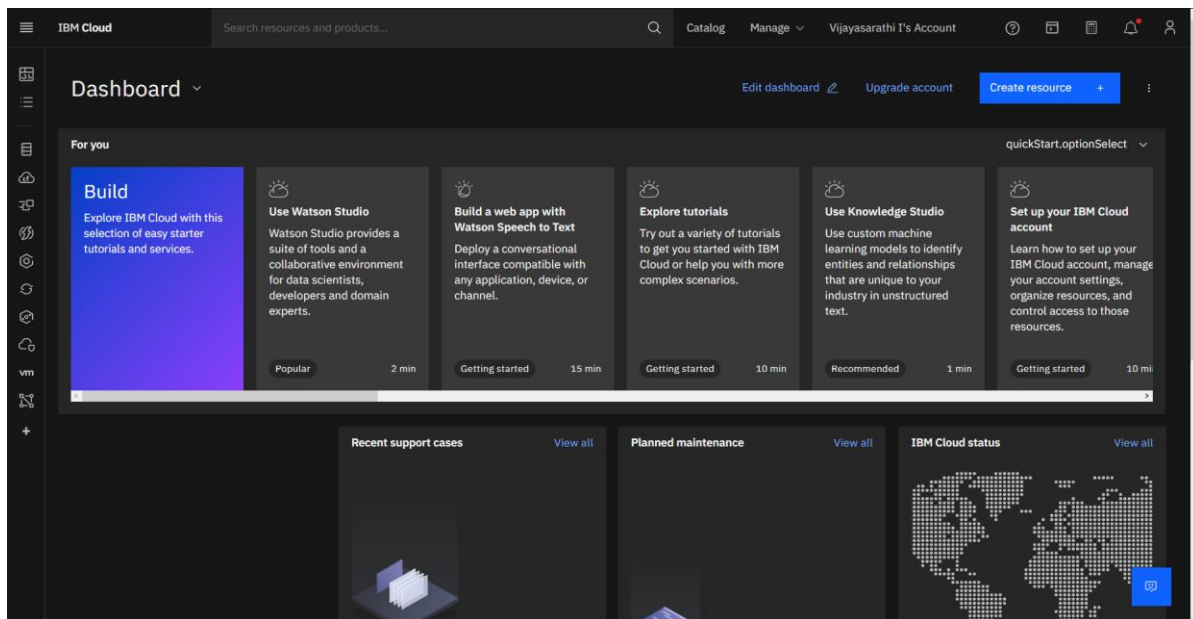 IBM Cloud
Search resources and products...
Catalog
Manage
Vijayasarathi I's Account
Dashboard
Edit dashboard
Upgrade account
Create resource +
For you
quickStart.optionSelect
Build
Explore IBM Cloud with this
selection of easy starter
tutorials and services.
Use Watson Studio
Watson Studio provides a
suite of tools and a
collaborative environment
for data scientists,
developers and domain
experts.
Popular
2 min
Build a web app with
Watson Speech to Text
Deploy a conversational
interface compatible with
any application, device, or
channel.
Getting started
15 min
Explore tutorials
Try out a variety of tutorials
to get you started with IBM
Cloud or help you with more
complex scenarios.
Getting started
10 min
Use Knowledge Studio
Use custom machine
learning models to identify
entities and relationships
that are unique to your
industry in unstructured
text.
Recommended
1 min
Set up your IBM Cloud
account
Learn how to set up your
IBM Cloud account, manage
your account settings,
organize resources, and
control access to those
resources.
Getting started
10 mi
vm
Recent support cases
View all
Planned maintenance
View all
IBM Cloud status
View all